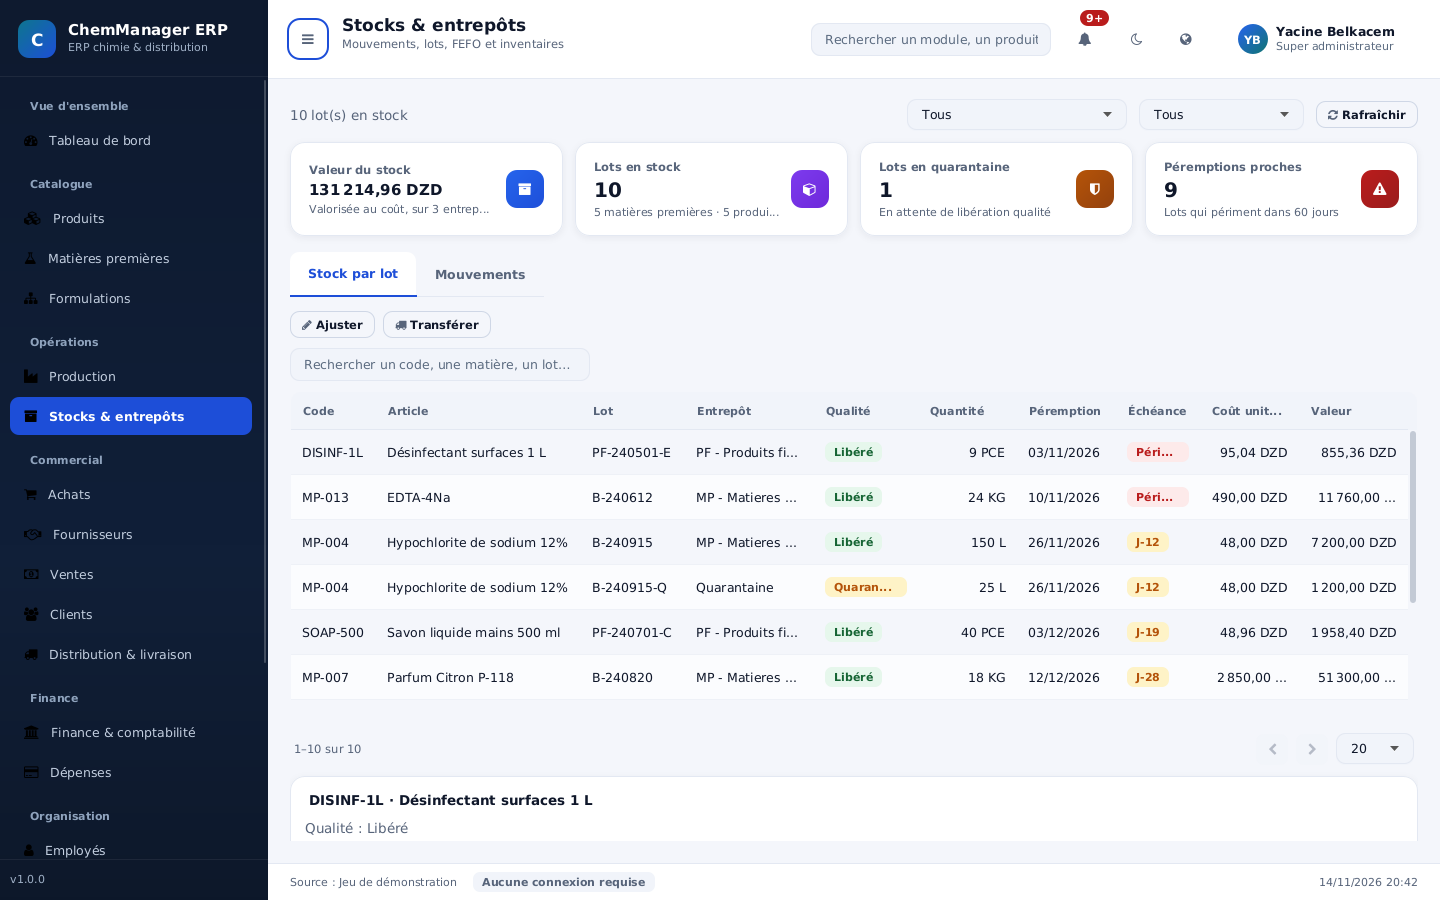 C
ChemManager ERP
ERP chimie & distribution
Vue d'ensemble
Tableau de bord
Catalogue
Produits
Matières premières
Formulations
Opérations
Production
Stocks & entrepôts
Commercial
Achats
Fournisseurs
Ventes
Clients
Distribution & livraison
Finance
Finance & comptabilité
Dépenses
Organisation
Employés
v1.0.0
Stocks & entrepôts
Mouvements, lots, FEFO et inventaires
Rechercher un module, un produit
9+
YB
Yacine Belkacem
Super administrateur
10 lot(s) en stock
Tous
Tous
Rafraîchir
Valeur du stock
131 214,96 DZD
Valorisée au coût, sur 3 entrep...
Lots en stock
10
5 matières premières · 5 produi...
Lots en quarantaine
1
En attente de libération qualité
Péremptions proches
9
Lots qui périment dans 60 jours
Stock par lot
Mouvements
Ajuster
Transférer
Rechercher un code, une matière, un lot...
Code Article Lot Entrepôt Qualité Quantité Péremption Échéance Coût unit... Valeur
DISINF-1L Désinfectant surfaces 1 L PF-240501-E PF - Produits fi... Libéré 9 PCE 03/11/2026 Péri... 95,04 DZD 855,36 DZD
MP-013 EDTA-4Na B-240612 MP - Matieres ... Libéré 24 KG 10/11/2026 Péri... 490,00 DZD 11 760,00 ...
MP-004 Hypochlorite de sodium 12% B-240915 MP - Matieres ... Libéré 150 L 26/11/2026 J-12 48,00 DZD 7 200,00 DZD
MP-004 Hypochlorite de sodium 12% B-240915-Q Quarantaine Quaran... 25 L 26/11/2026 J-12 48,00 DZD 1 200,00 DZD
SOAP-500 Savon liquide mains 500 ml PF-240701-C PF - Produits fi... Libéré 40 PCE 03/12/2026 J-19 48,96 DZD 1 958,40 DZD
MP-007 Parfum Citron P-118 B-240820 MP - Matieres ... Libéré 18 KG 12/12/2026 J-28 2 850,00 ... 51 300,00 ...
1–10 sur 10
20
DISINF-1L · Désinfectant surfaces 1 L
Qualité : Libéré
Source : Jeu de démonstration
Aucune connexion requise
14/11/2026 20:42